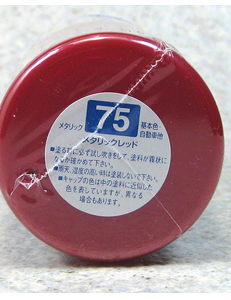 メタリック 75 基本色 自動車他
メタリックレッド
■塗る前に必ず試し吹きをして、塗料が霧状に
なるか確かめて下さい。
■雨天、湿度の高い時は塗装しないで下さい。
■キャップの色は中の塗料に近似した
色を表していますが、異なる
場合もあります。